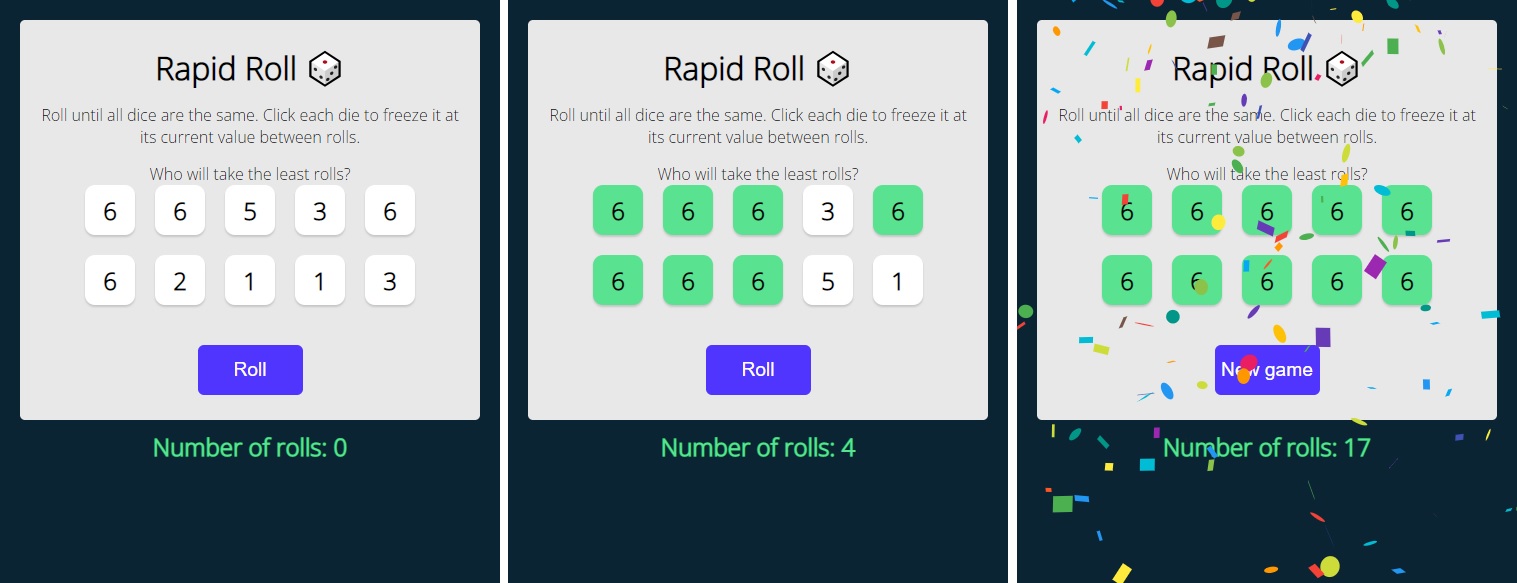 Rapid Roll
Roll until all dice are the same. Click each die to freeze it at
its current value between rolls.
Who will take the least rolls?
6 6 5 3 6
6 2 1 1 3
Roll
Number of rolls: 0
Rapid Roll
Roll until all dice are the same. Click each die to freeze it at
its current value between rolls.
Who will take the least rolls?
6 6 6 3 6
6 6 6 5 1
Roll
Number of rolls: 4
Rapid Roll
Roll until all dice are the same. Click each die to freeze it at
its current value between rolls.
Who will take the least rolls?
6 6 6 6 6
6 6 6 6 6
New game
Number of rolls: 17